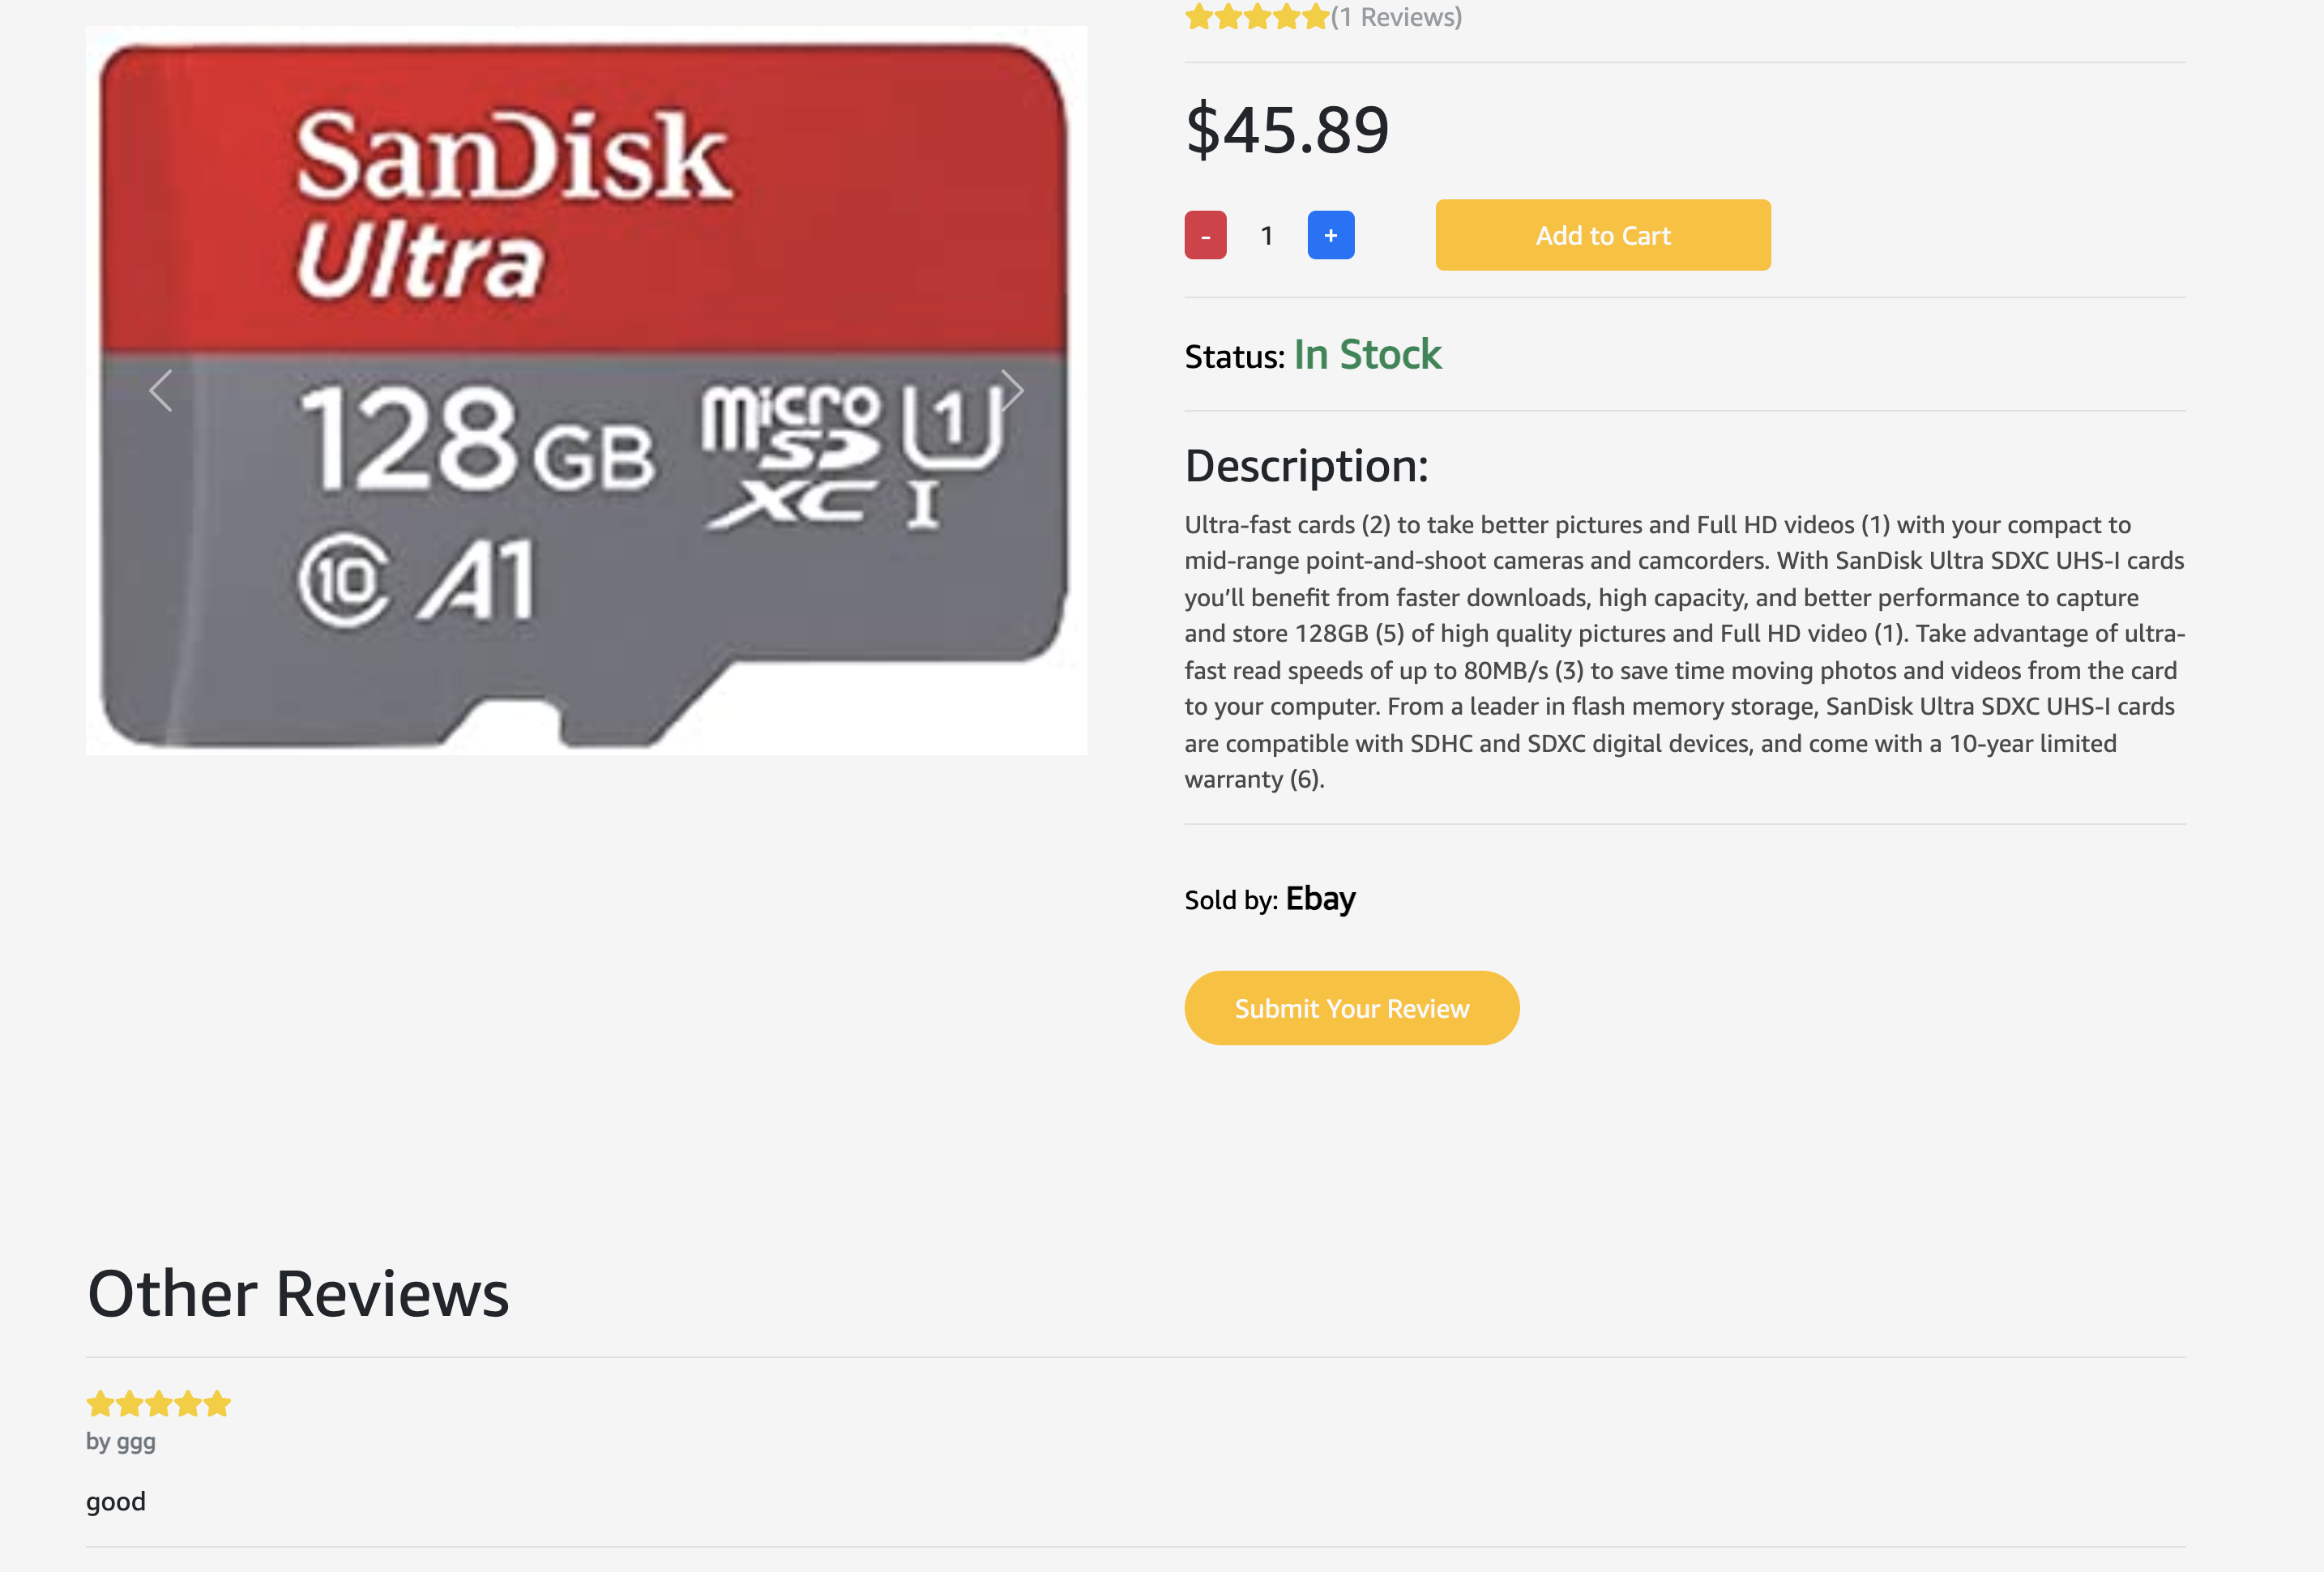 SanDisk
Ultra
128GB micro SD XC U1 I
10 A1
(1 Reviews)
$45.89
- 1 + Add to Cart
Status: In Stock
Description:
Ultra-fast cards (2) to take better pictures and Full HD videos (1) with your compact to
mid-range point-and-shoot cameras and camcorders. With SanDisk Ultra SDXC UHS-I cards
you’ll benefit from faster downloads, high capacity, and better performance to capture
and store 128GB (5) of high quality pictures and Full HD video (1). Take advantage of ultra-
fast read speeds of up to 80MB/s (3) to save time moving photos and videos from the card
to your computer. From a leader in flash memory storage, SanDisk Ultra SDXC UHS-I cards
are compatible with SDHC and SDXC digital devices, and come with a 10-year limited
warranty (6).
Sold by: Ebay
Submit Your Review
Other Reviews
by ggg
good